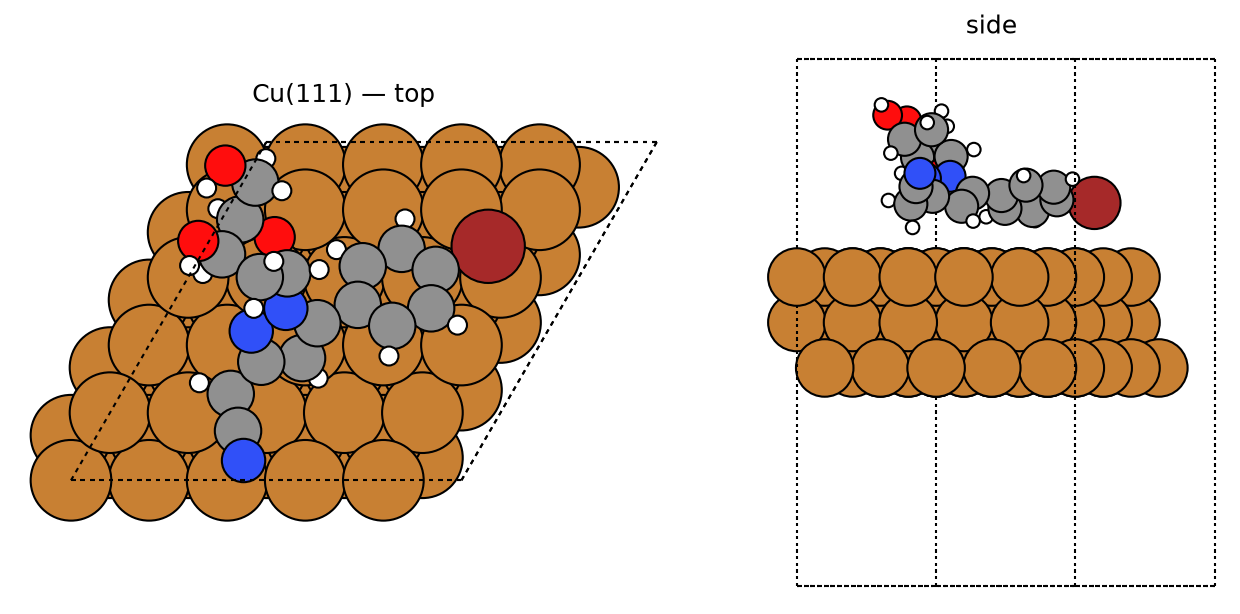 side
Cu(111) — top